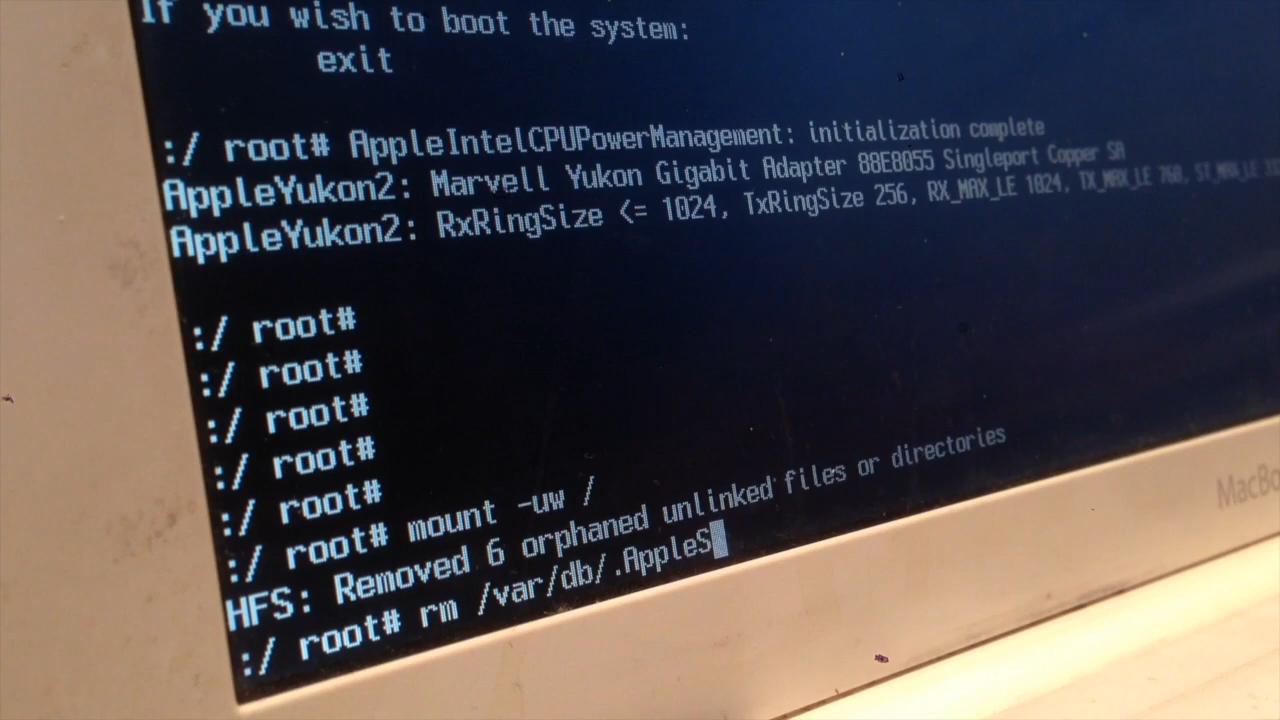 If you wish to boot the system:
exit
:/ root# AppleIntelCPUPowerManagement: initialization complete
AppleYukon2: Marvell Yukon Gigabit Adapter 88E8055 Singleport Copper SA
AppleYukon2: RxRingSize <= 1024, TxRingSize 256, RX_MAX_LE 1024, TX_MAX_LE 768, ST_MAX_LE
:/ root#
:/ root#
:/ root#
:/ root#
:/ root#
:/ root# mount -uw /
HFS: Removed 6 orphaned unlinked files or directories
:/ root# rm /var/db/.AppleS
MacBo